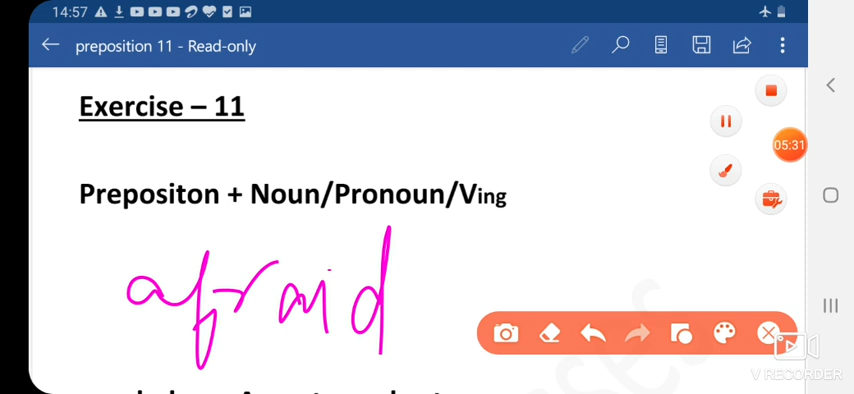 14:57
preposition 11 - Read-only
Exercise – 11
05:31
Prepositon + Noun/Pronoun/Ving
afraid
V RECORDER